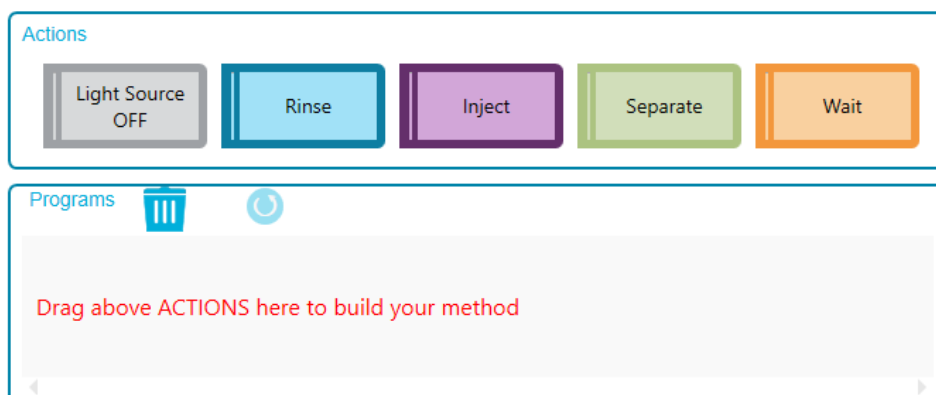 Actions
Light Source
OFF
Rinse
Inject
Separate
Wait
Programs
Drag above ACTIONS here to build your method